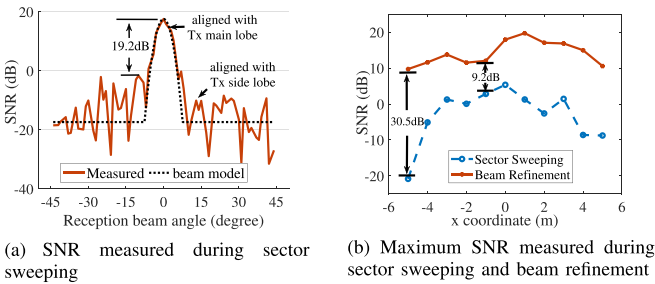 20
0
-20
-40
SNR (dB)
19.2dB
aligned with
Tx main lobe
aligned with
Tx side lobe
Measured
beam model
-45
-30
-15
0
15
30
45
Reception beam angle (degree)
(a) SNR measured during sector
sweeping
20
10
0
-10
-20
SNR (dB)
30.5dB
9.2dB
Sector Sweeping
Beam Refinement
-6
-4
-2
0
2
4
6
x coordinate (m)
(b) Maximum SNR measured during
sector sweeping and beam refinement